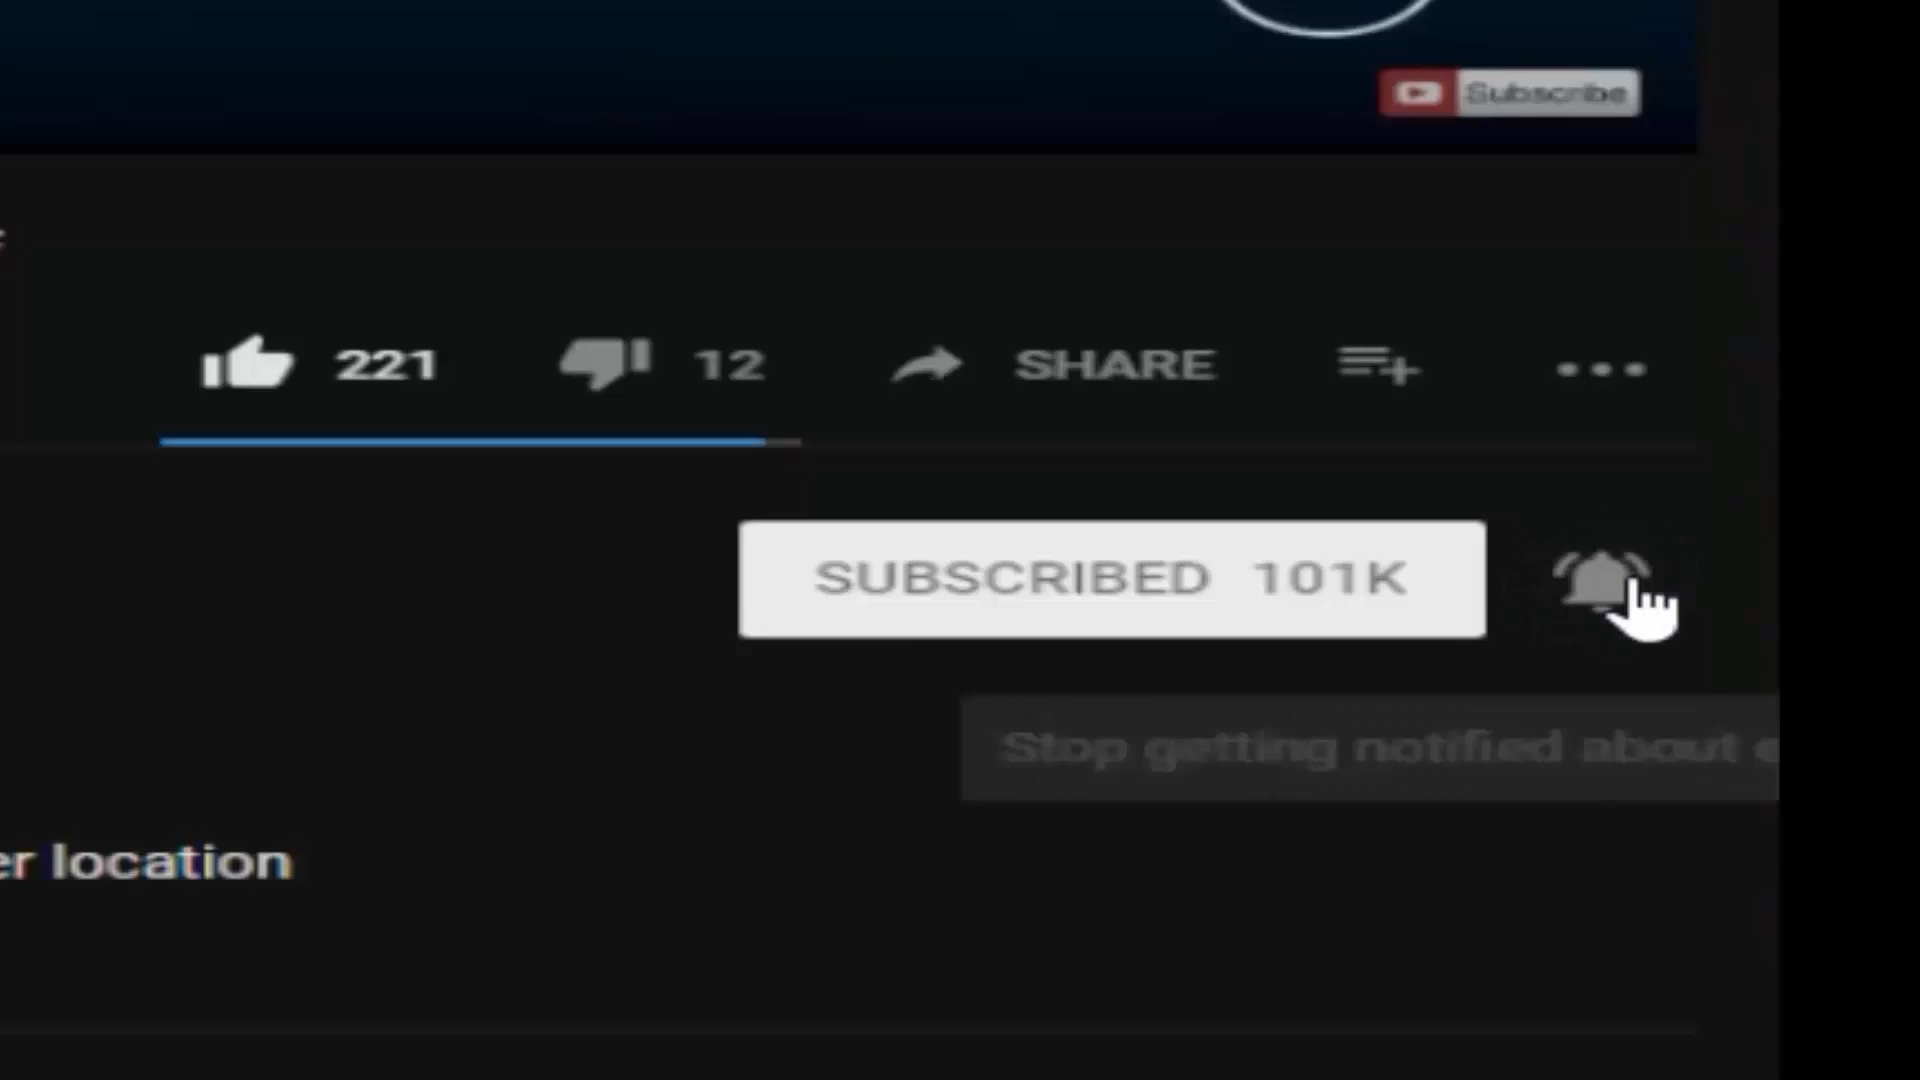 Subscribe
221 12 SHARE
SUBSCRIBED 101K
Stop getting notified about
er location